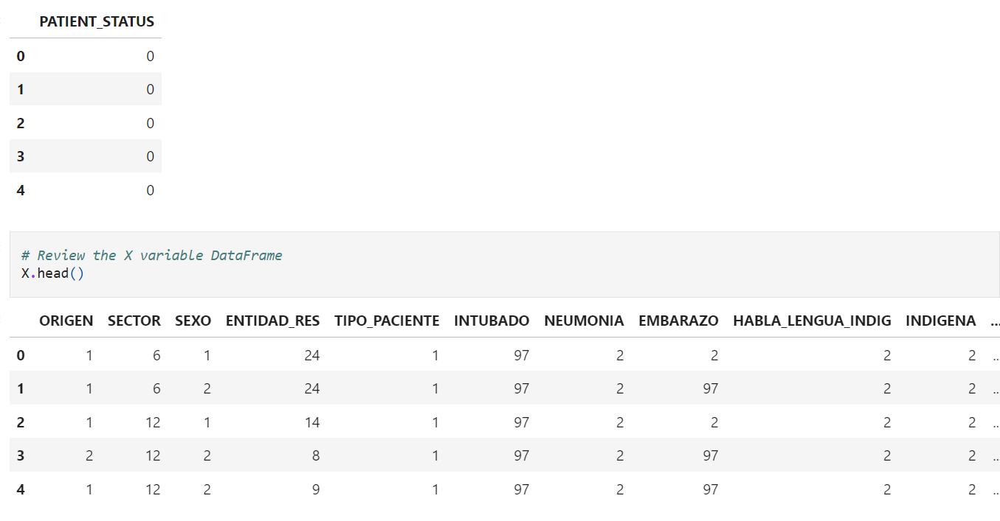 PATIENT_STATUS
0 0
1 0
2 0
3 0
4 0
# Review the X variable DataFrame
X.head()
ORIGEN SECTOR SEXO ENTIDAD_RES TIPO_PACIENTE INTUBADO NEUMONIA EMBARAZO HABLA_LENGUA_INDIG INDIGENA ...
0 1 6 1 24 1 97 2 2 2 2 ..
1 1 6 2 24 1 97 2 97 2 2 ..
2 1 12 1 14 1 97 2 2 2 2 ..
3 2 12 2 8 1 97 2 97 2 2 ..
4 1 12 2 9 1 97 2 97 2 2 ..